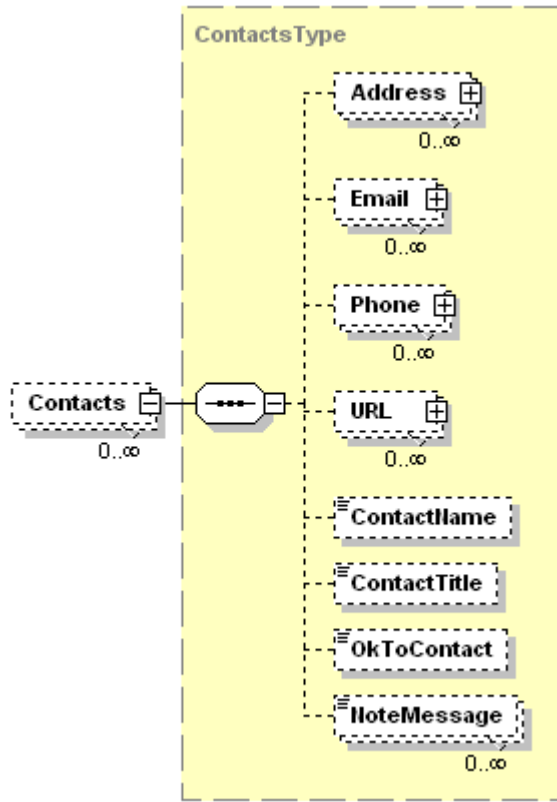 ContactsType
Address
0..∞
Email
0..∞
Phone
0..∞
Contacts
0..∞
URL
0..∞
ContactName
ContactTitle
OkToContact
NoteMessage
0..∞